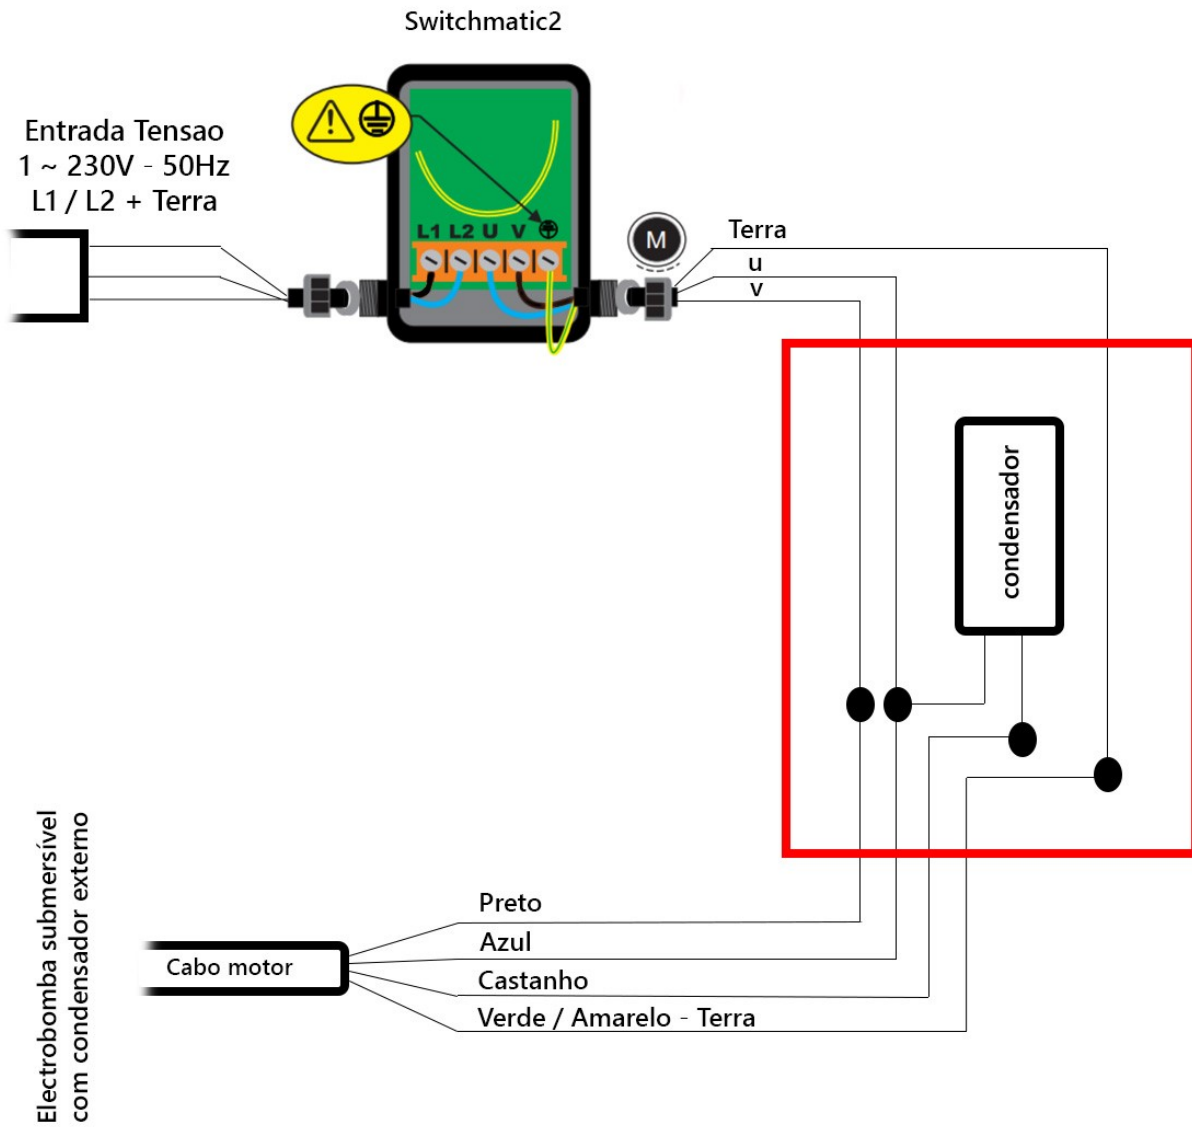 Switchmatic2
Entrada Tensao
1 ~ 230V - 50Hz
L1 / L2 + Terra
L1 L2 U V
M
Terra
u
v
condensador
Electrobomba submersível
com condensador externo
Cabo motor
Preto
Azul
Castanho
Verde / Amarelo - Terra